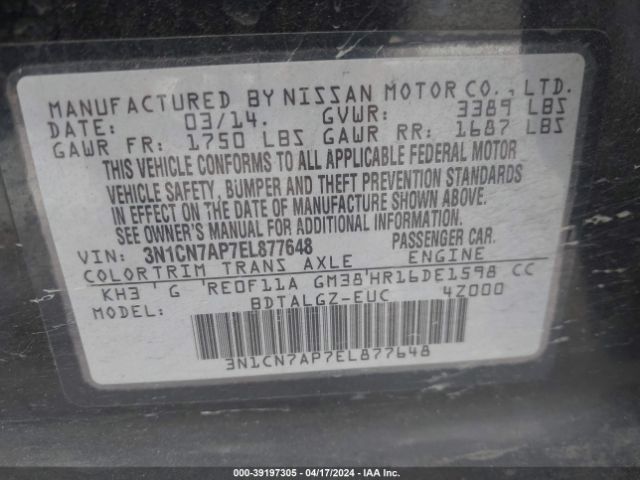 MANUFACTURED BY NISSAN MOTOR CO., LTD.
DATE: 03/14. GVWR: 3389 LBS
GAWR FR: 1750 LBS GAWR RR: 1687 LBS
THIS VEHICLE CONFORMS TO ALL APPLICABLE FEDERAL MOTOR
VEHICLE SAFETY, BUMPER AND THEFT PREVENTION STANDARDS
IN EFFECT ON THE DATE OF MANUFACTURE SHOWN ABOVE.
SEE OWNER'S MANUAL FOR ADDITIONAL INFORMATION.
VIN: 3N1CN7AP7EL877648 PASSENGER CAR.
COLORTRIM TRANS AXLE ENGINE
KH3 ' G 'RE0F11A GM38'HR16DE1598 CC
MODEL: BDTALGZ-EUC 4Z000
3N1CN7AP7EL877648
000-39197305 - 04/17/2024 - IAAI.com